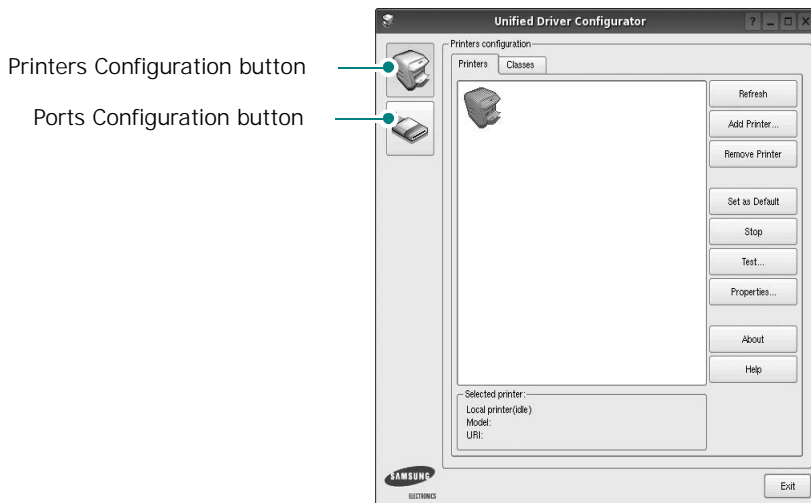 Unified Driver Configurator
?
Printers configuration
Printers Configuration button
Ports Configuration button
Printers
Classes
Refresh
Add Printer...
Remove Printer
Set as Default
Stop
Test...
Properties...
About
Help
Selected printer:
Local printer(idle)
Model:
URI:
SAMSUNG
ELECTRONICS
Exit